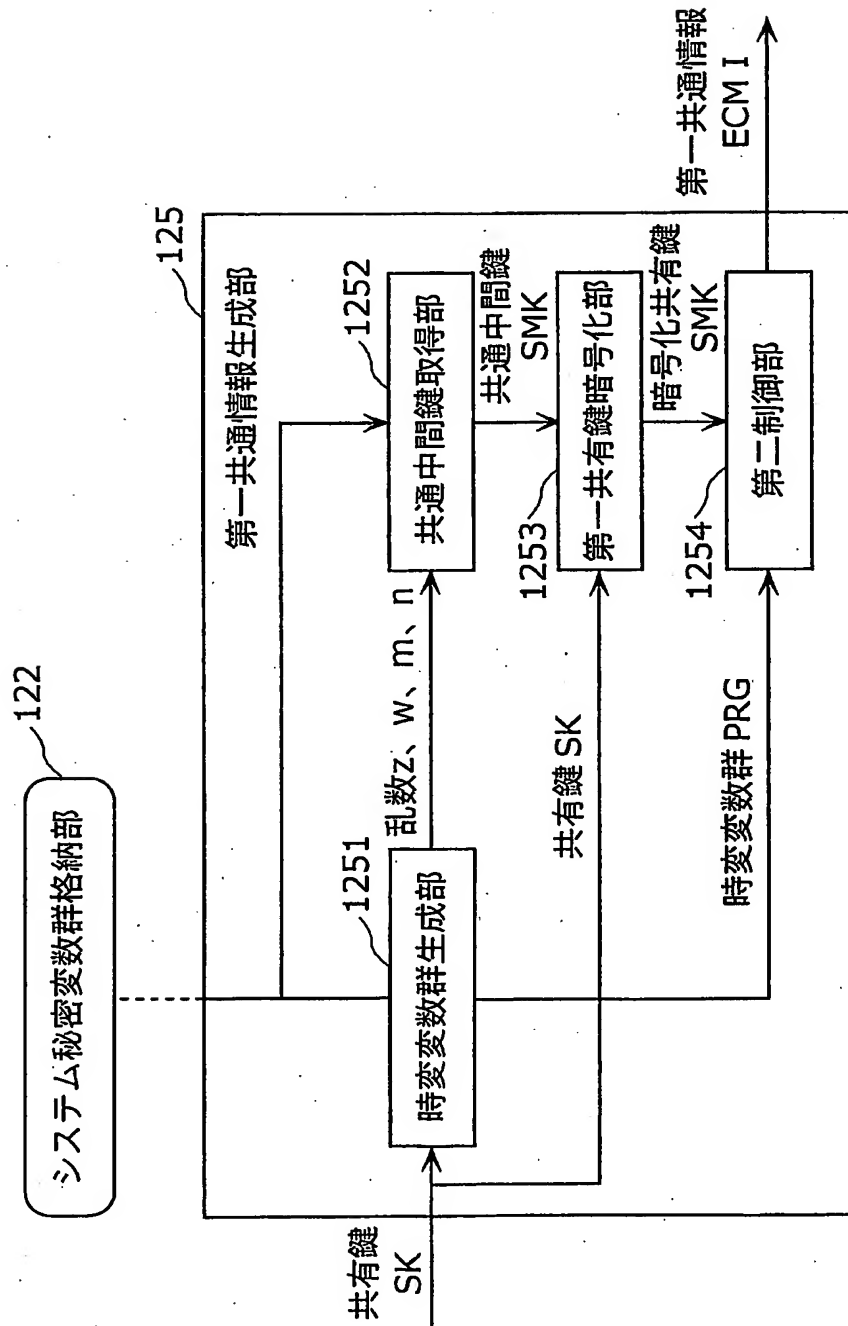 システム秘密変数群格納部
122
第一共通情報生成部
125
共有鍵
SK
時変変数群生成部
1251
乱数z、w、m、n
共通中間鍵取得部
1252
共通中間鍵
SMK
共有鍵 SK
第一共有鍵暗号化部
1253
暗号化共有鍵
SMK
時変変数群 PRG
第二制御部
1254
第一共通情報
ECM I